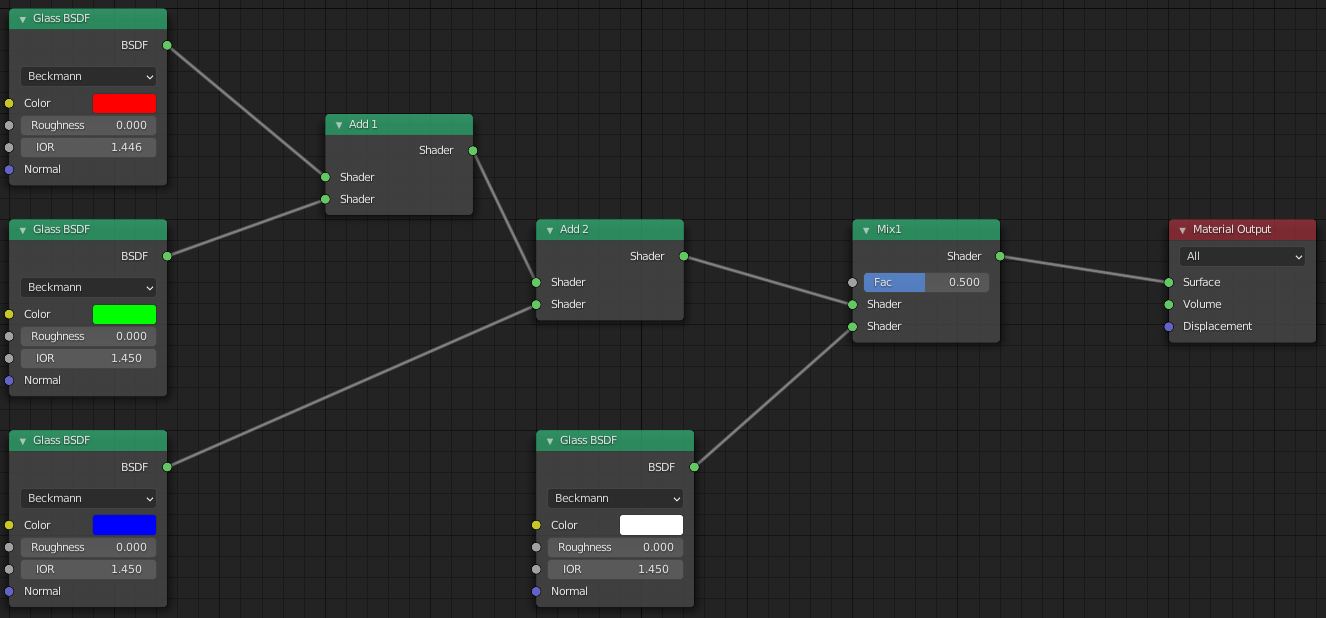 Glass BSDF
BSDF
Beckmann
Color
Roughness 0.000
IOR 1.446
Normal
Glass BSDF
BSDF
Beckmann
Color
Roughness 0.000
IOR 1.450
Normal
Glass BSDF
BSDF
Beckmann
Color
Roughness 0.000
IOR 1.450
Normal
Add 1
Shader
Shader
Shader
Add 2
Shader
Shader
Shader
Glass BSDF
BSDF
Beckmann
Color
Roughness 0.000
IOR 1.450
Normal
Mix1
Shader
Fac 0.500
Shader
Shader
Material Output
All
Surface
Volume
Displacement